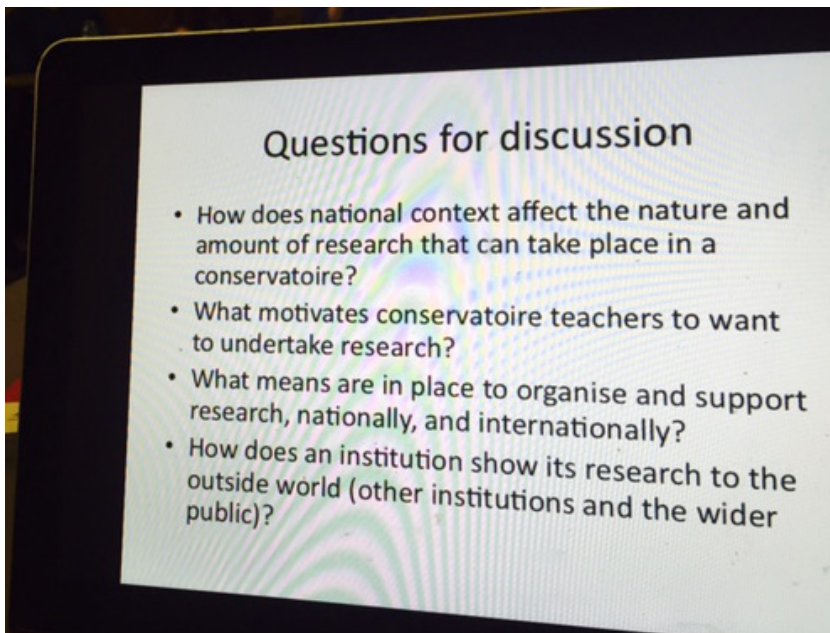 Questions for discussion
• How does national context affect the nature and
amount of research that can take place in a
conservatoire?
• What motivates conservatoire teachers to want
to undertake research?
• What means are in place to organise and support
research, nationally, and internationally?
• How does an institution show its research to the
outside world (other institutions and the wider
public)?